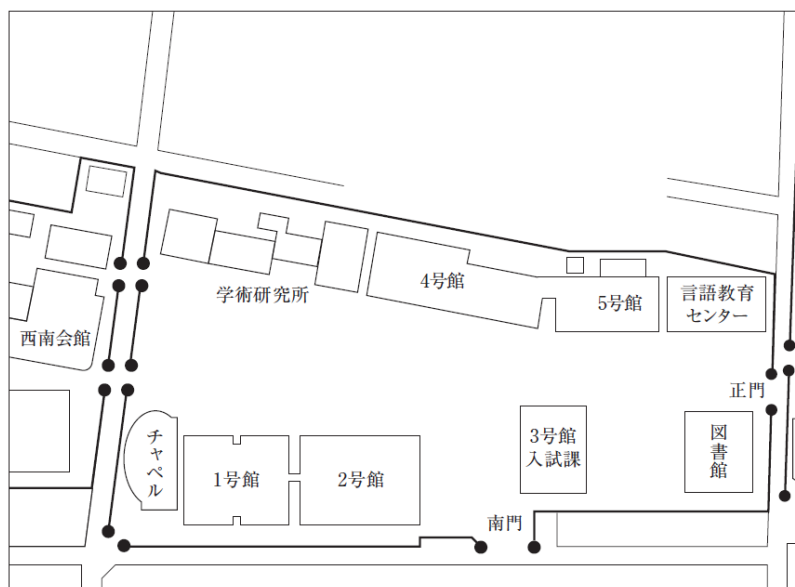 学術研究所
4号館
5号館
言語教育
センター
西南会館
正門
チャペル
1号館
2号館
3号館
入試課
図書館
南門